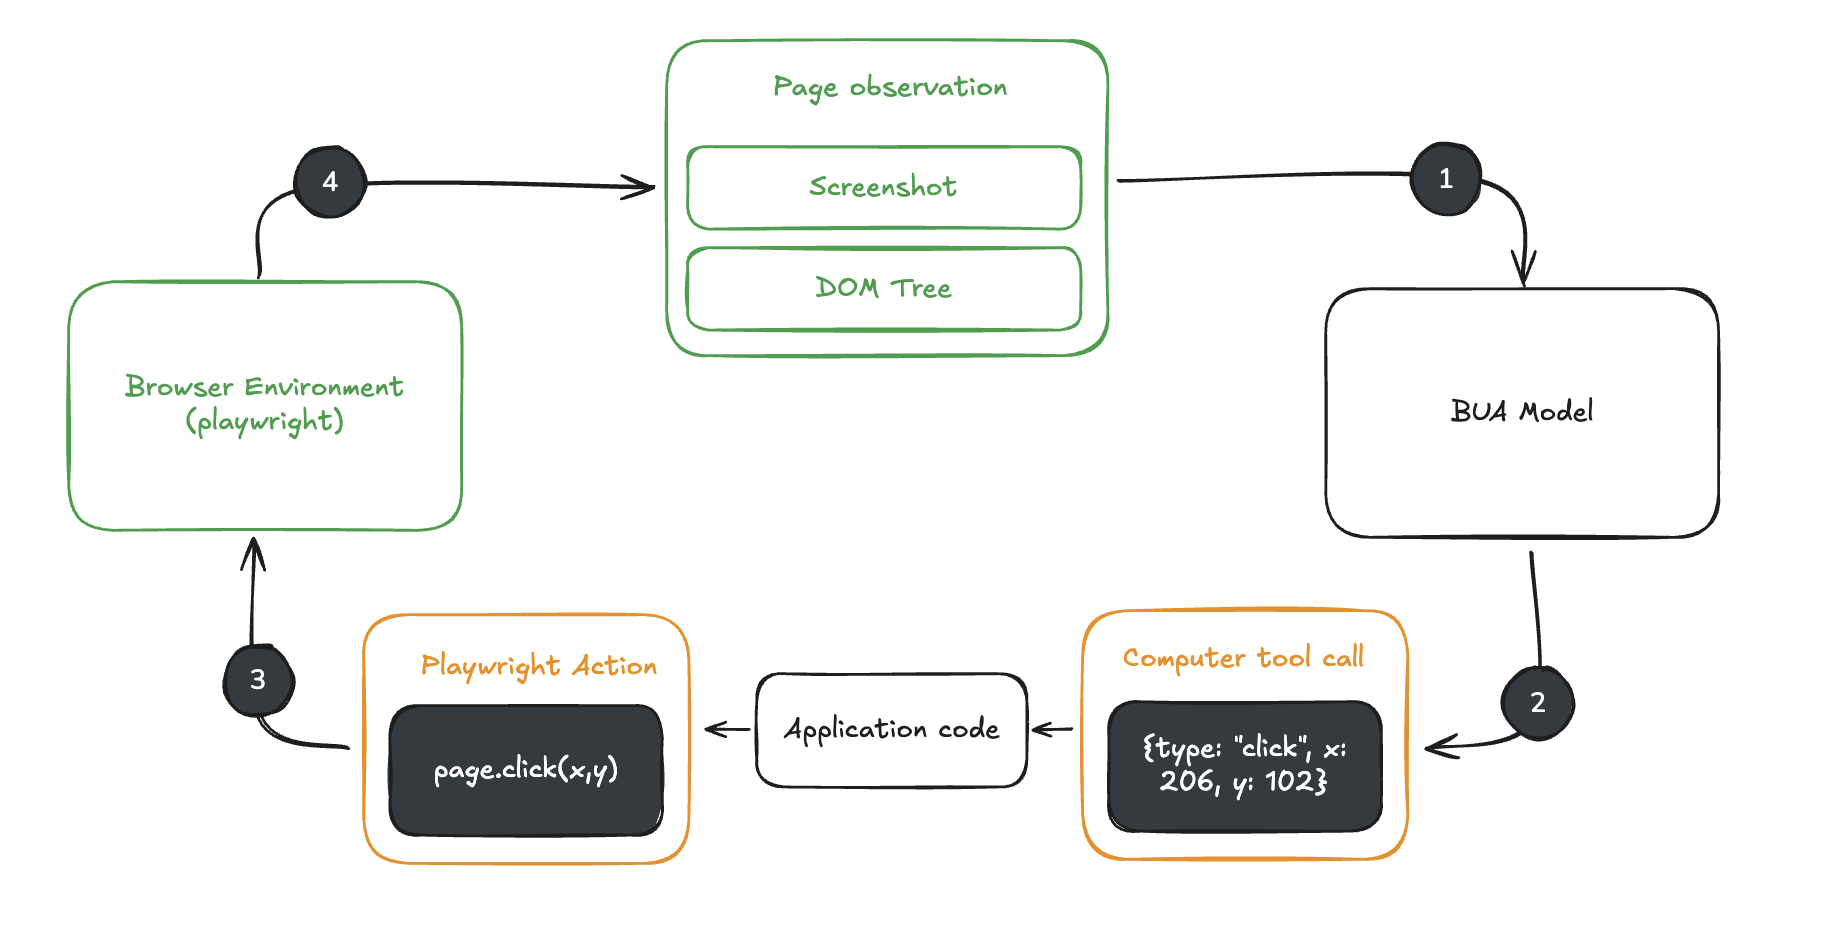 Page observation
4
1
Screenshot
DOM Tree
Browser Environment
(playwright)
BUA Model
3
Playwright Action
page.click(x,y)
Application code
Computer tool call
{type: "click", x:
206, y: 102}
2